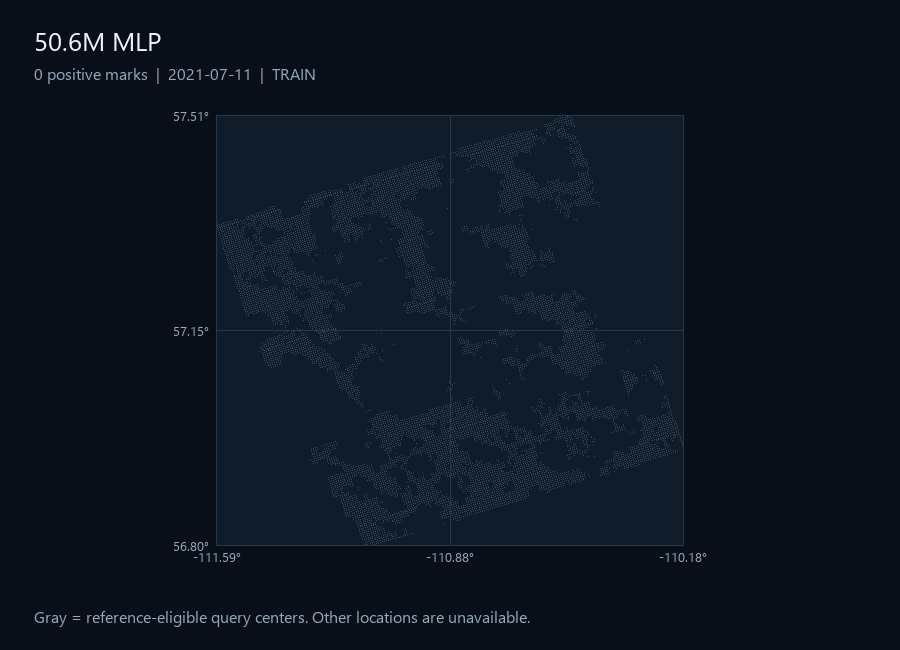 50.6M MLP
0 positive marks | 2021-07-11 | TRAIN
57.51°
57.15°
56.80°
-111.59° -110.88° -110.18°
Gray = reference-eligible query centers. Other locations are unavailable.